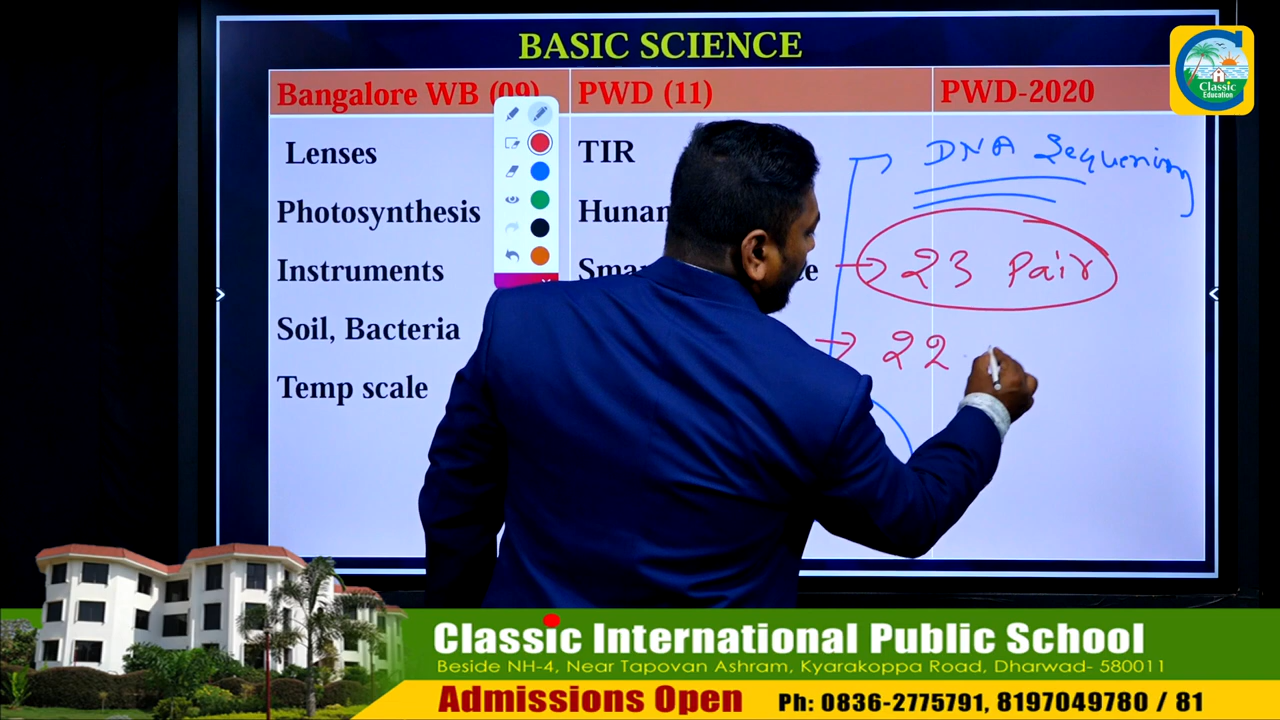 BASIC SCIENCE
Classic
Education
Bangalore WB (09)
PWD (11)
PWD-2020
Lenses
TIR
DNA Sequening
Photosynthesis
23 Pair
Instruments
Soil, Bacteria
22
Temp scale
Classic International Public School
Beside NH-4, Near Tapovan Ashram, Kyarakoppa Road, Dharwad- 580011
Admissions Open
Ph: 0836-2775791, 8197049780 / 81